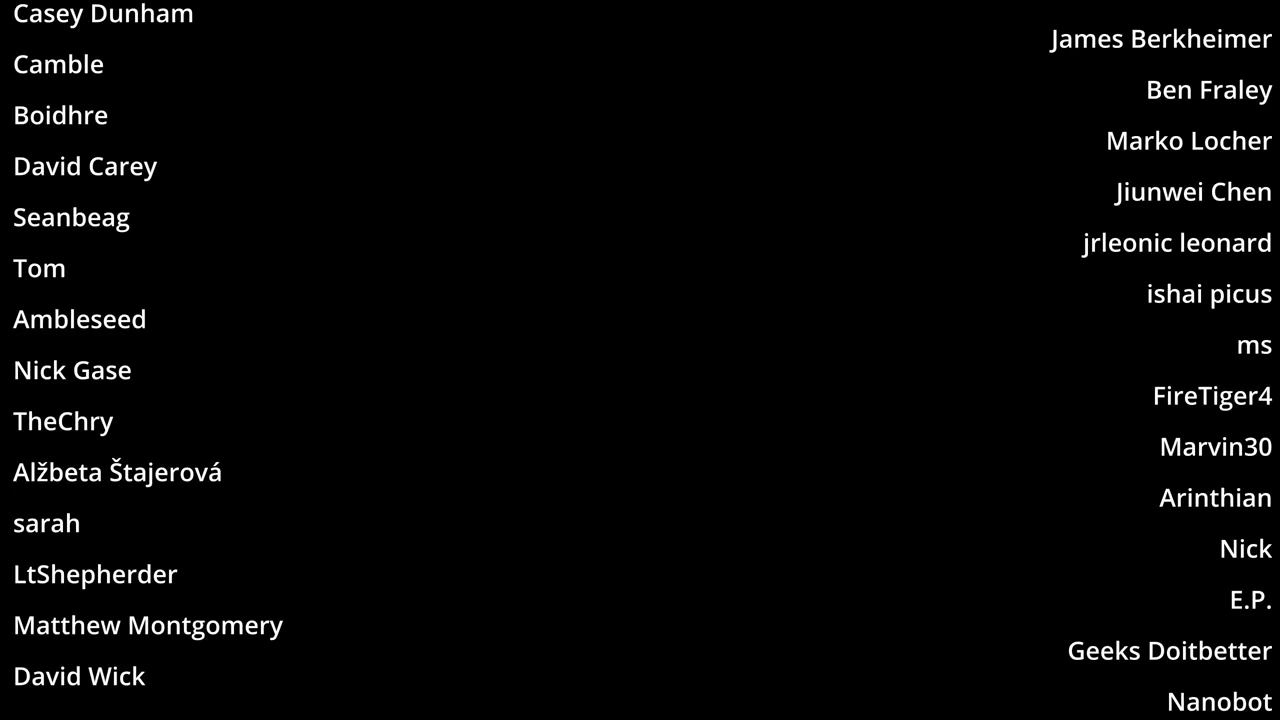 Casey Dunham
Camble
Boidhre
David Carey
Seanbeag
Tom
Ambleseed
Nick Gase
TheChry
Alžbeta Štajerová
sarah
LtShepherder
Matthew Montgomery
David Wick
James Berkheimer
Ben Fraley
Marko Locher
Jiunwei Chen
jrleonic leonard
ishai picus
ms
FireTiger4
Marvin30
Arinthian
Nick
E.P.
Geeks Doitbetter
Nanobot